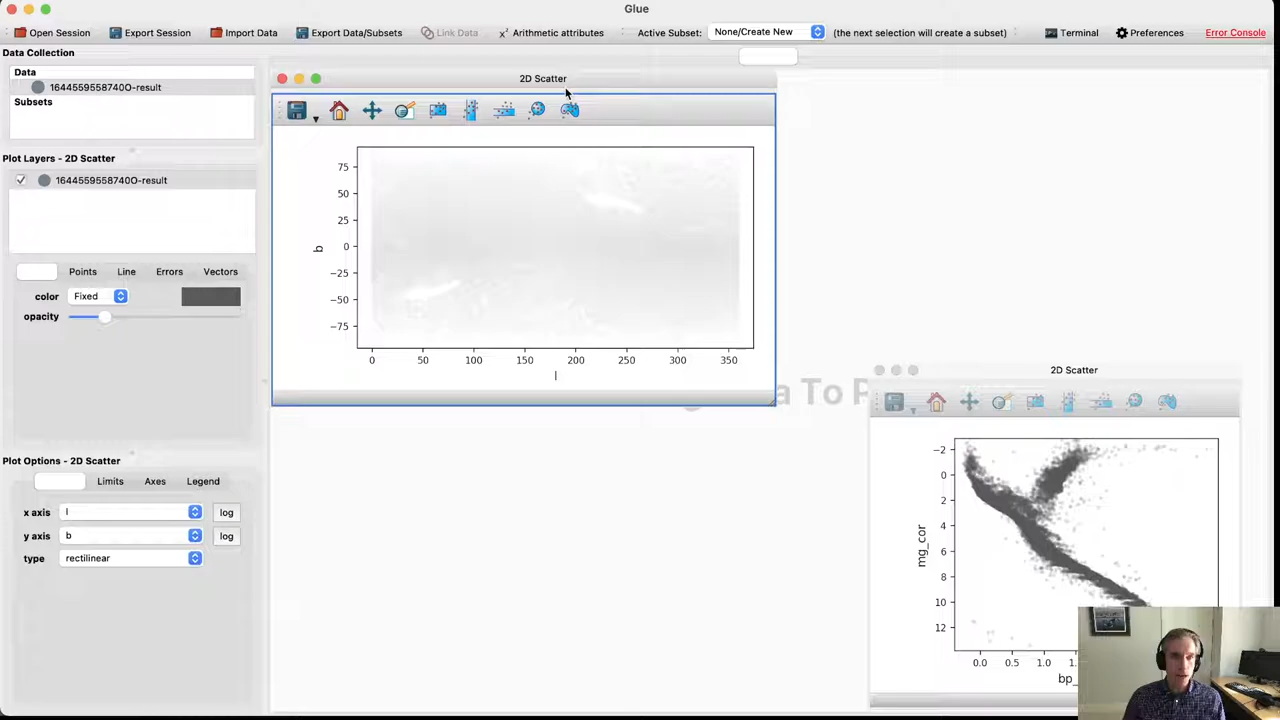 Glue
Open Session Export Session Import Data Export Data/Subsets Link Data Arithmetic attributes Active Subset: None/Create New (the next selection will create a subset) Terminal Preferences Error Console
Data Collection
Data
1644559558740O-result
Subsets
Plot Layers - 2D Scatter
1644559558740O-result
Points Line Errors Vectors
color Fixed
opacity
Plot Options - 2D Scatter
Limits Axes Legend
x axis l log
y axis b log
type rectilinear
2D Scatter
75
50
25
0
−25
−50
−75
b
0 50 100 150 200 250 300 350
l
a To
2D Scatter
−2
0
2
4
6
8
10
12
mg_cor
0.0 0.5 1.0
bp_